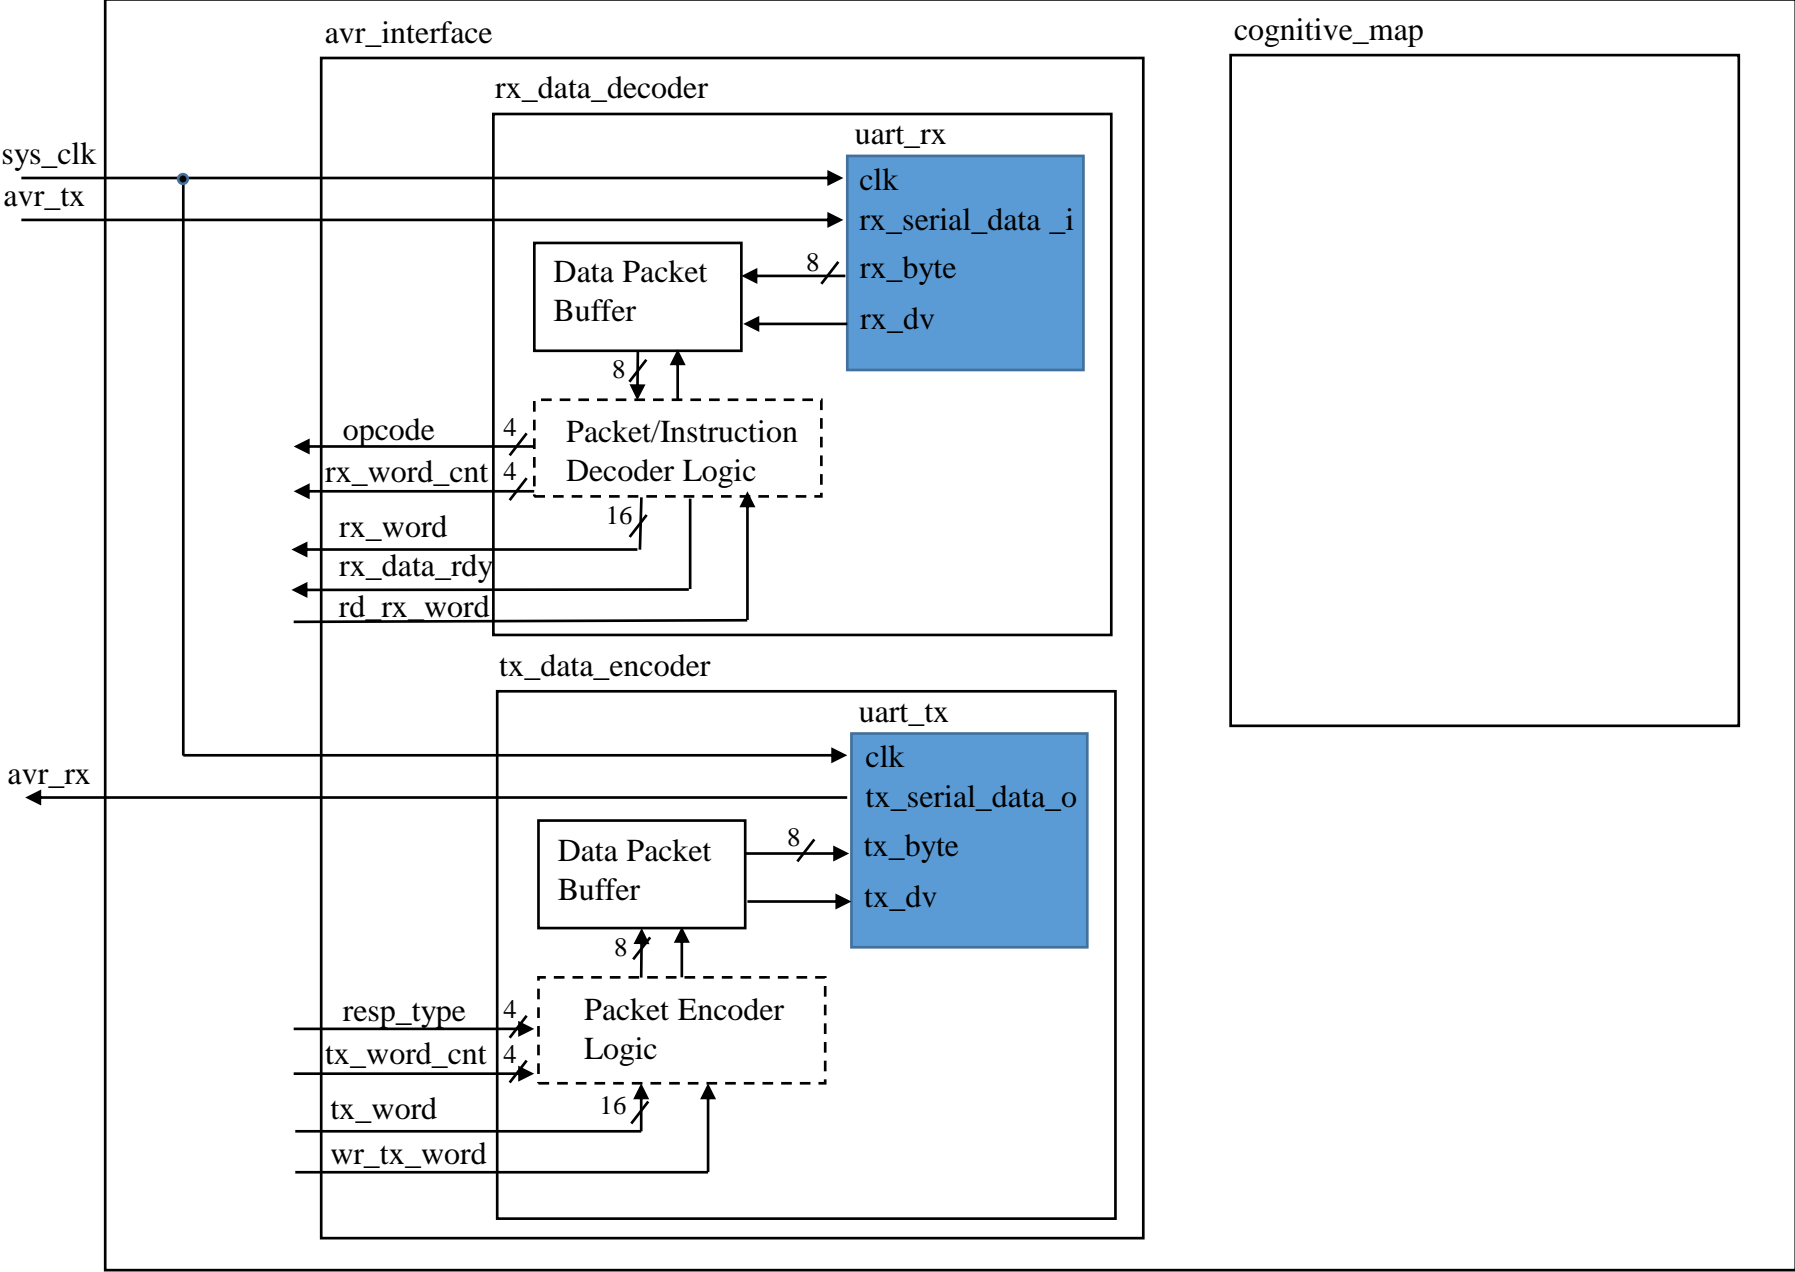 avr_interface
cognitive_map
rx_data_decoder
uart_rx
sys_clk
clk
avr_tx
rx_serial_data _i
Data Packet
Buffer
8
rx_byte
rx_dv
8
opcode
4
Packet/Instruction
Decoder Logic
rx_word_cnt
4
16
rx_word
rx_data_rdy
rd_rx_word
tx_data_encoder
uart_tx
clk
avr_rx
tx_serial_data_o
Data Packet
Buffer
8
tx_byte
tx_dv
8
resp_type
4
Packet Encoder
Logic
tx_word_cnt
4
16
tx_word
wr_tx_word